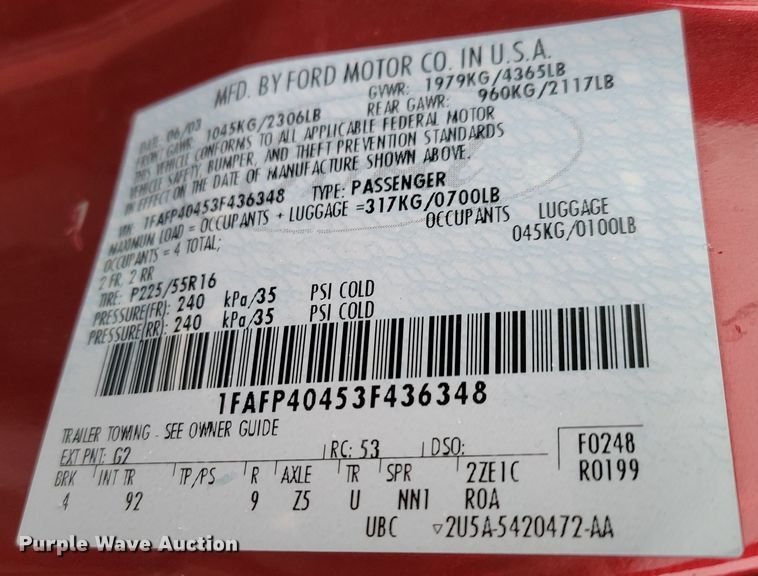 MFD. BY FORD MOTOR CO. IN U.S.A.
DATE: 06/03 GVWR: 1979KG/4365LB
FRONT GAWR: 1045KG/2306LB REAR GAWR: 960KG/2117LB
THIS VEHICLE CONFORMS TO ALL APPLICABLE FEDERAL MOTOR
VEHICLE SAFETY, BUMPER, AND THEFT PREVENTION STANDARDS
IN EFFECT ON THE DATE OF MANUFACTURE SHOWN ABOVE.
VIN: 1FAFP40453F436348 TYPE: PASSENGER
MAXIMUM LOAD = OCCUPANTS + LUGGAGE =317KG/0700LB
OCCUPANTS = 4 TOTAL; OCCUPANTS LUGGAGE
2 FR, 2 RR 045KG/0100LB
TIRE: P225/55R16
PRESSURE(FR): 240 kPa/35 PSI COLD
PRESSURE(RR): 240 kPa/35 PSI COLD
1FAFP40453F436348
TRAILER TOWING - SEE OWNER GUIDE
EXT PNT: G2 RC: 53 DSO: F0248
BRK INT TR TP/PS R AXLE TR SPR 2ZE1C R0199
4 92 9 Z5 U NN1 ROA
UBC ▽2U5A-5420472-AA
Purple Wave Auction